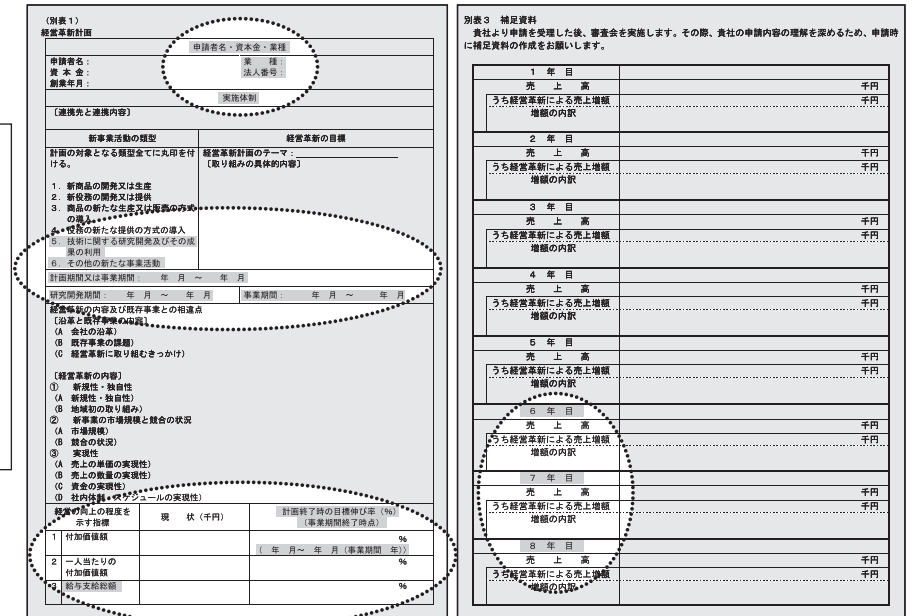 （別表１）
経営革新計画
申請者名・資本金・業種
申請者名：
業　種：
資 本 金：
法人番号：
創業年月：
実施体制
［連携先と連携内容］
新事業活動の類型
経営革新の目標
計画の対象となる類型全てに丸印を付
ける。
経営革新計画のテーマ：
［取り組みの具体的内容］
１．新商品の開発又は生産
２．新役務の開発又は提供
３．商品の新たな生産又は販売の方式
の導入
４．役務の新たな提供の方式の導入
５．技術に関する研究開発及びその成
果の利用
６．その他の新たな事業活動
計画期間又は事業期間：　　年　月　～　　年　月
研究開発期間：　　年　月　～　　年　月
事業期間：　　年　月　～　　年　月
経営革新の内容及び既存事業との相違点
［沿革と既存事業の内容］
（A　会社の沿革）
（B　既存事業の課題）
（C　経営革新に取り組むきっかけ）
［経営革新の内容］
①　新規性・独自性
（A　新規性・独自性）
（B　地域初の取り組み）
②　新事業の市場規模と競合の状況
（A　市場規模）
（B　競合の状況）
③　実現性
（A　売上の単価の実現性）
（B　売上の数量の実現性）
（C　資金の実現性）
（D　社内体制、スケジュールの実現性）
経営の向上の程度を
示す指標
現　　状（千円）
計画終了時の目標伸び率（％）
（事業期間終了時点）
１　付加価値額
％
（　年　月～　年　月（事業期間　年））
２　一人当たりの
付加価値額
％
３　給与支給総額
％
別表３　補足資料
貴社より申請を受理した後、審査会を実施します。その際、貴社の申請内容の理解を深めるため、申請時
に補足資料の作成をお願いします。
１　年　目
売　上　高
千円
うち経営革新による売上増額
千円
増額の内訳
２　年　目
売　上　高
千円
うち経営革新による売上増額
千円
増額の内訳
３　年　目
売　上　高
千円
うち経営革新による売上増額
千円
増額の内訳
４　年　目
売　上　高
千円
うち経営革新による売上増額
千円
増額の内訳
５　年　目
売　上　高
千円
うち経営革新による売上増額
千円
増額の内訳
６　年　目
売　上　高
千円
うち経営革新による売上増額
千円
増額の内訳
７　年　目
売　上　高
千円
うち経営革新による売上増額
千円
増額の内訳
８　年　目
売　上　高
千円
うち経営革新による売上増額
千円
増額の内訳